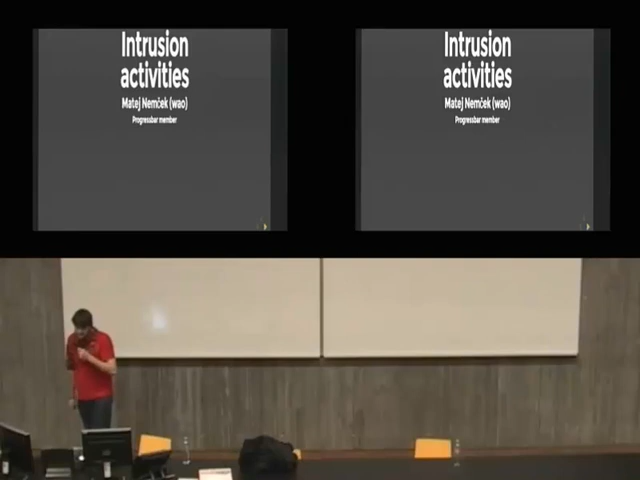 Intrusion
activities
Matej Nemček (wao)
Progressbar member
Intrusion
activities
Matej Nemček (wao)
Progressbar member